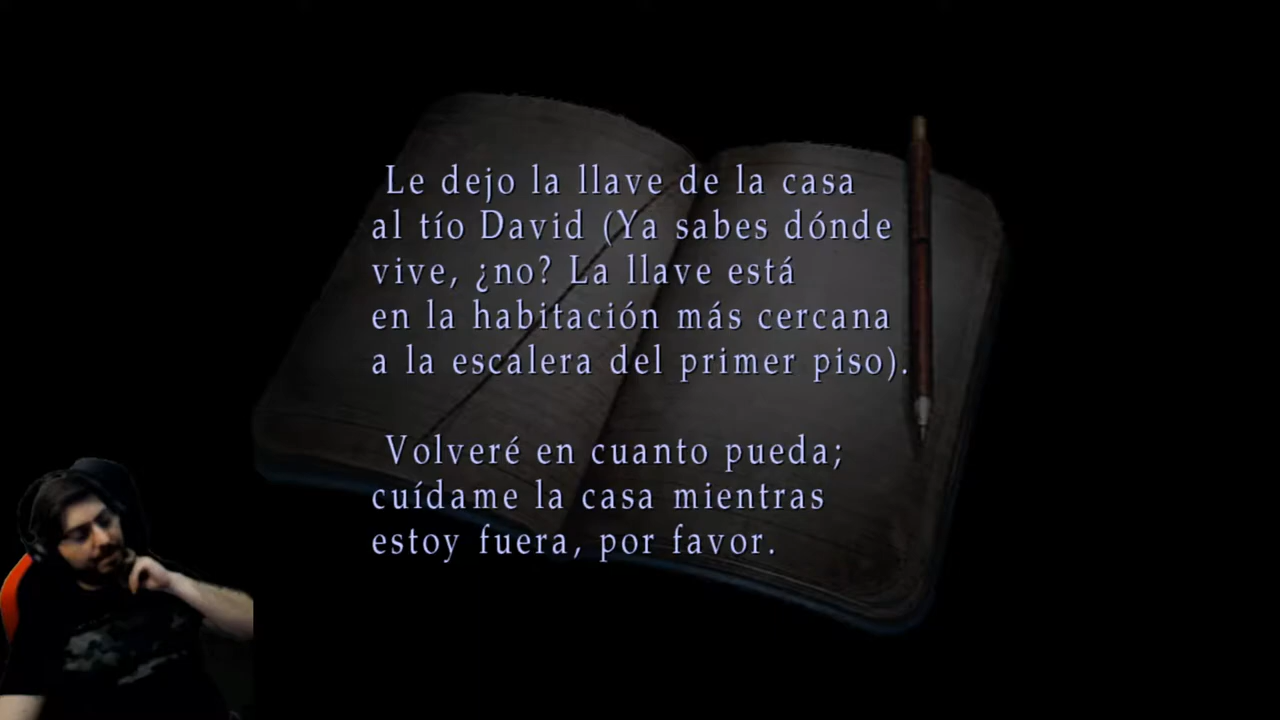 Le dejo la llave de la casa
al tío David (Ya sabes dónde
vive, ¿no? La llave está
en la habitación más cercana
a la escalera del primer piso).
Volveré en cuanto pueda;
cuídame la casa mientras
estoy fuera, por favor.